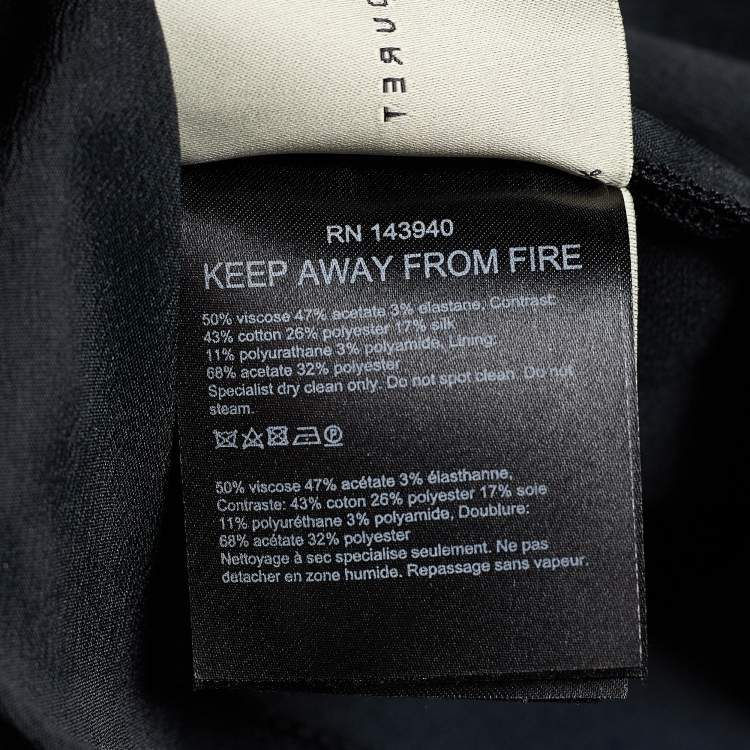 RN 143940
KEEP AWAY FROM FIRE
50% viscose 47% acetate 3% elastane, Contrast:
43% cotton 26% polyester 17% silk
11% polyurathane 3% polyamide, Lining:
68% acetate 32% polyester
Specialist dry clean only. Do not spot clean. Do not
steam.
50% viscose 47% acétate 3% élasthanne,
Contraste: 43% coton 26% polyester 17% soie
11% polyuréthane 3% polyamide, Doublure:
68% acétate 32% polyester
Nettoyage à sec specialise seulement. Ne pas
detacher en zone humide. Repassage sans vapeur.